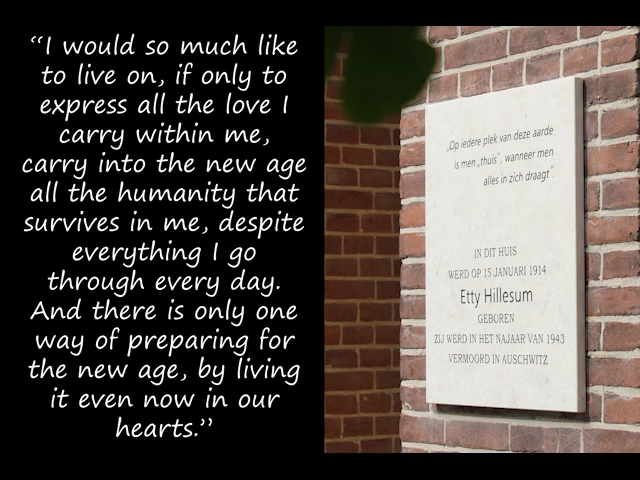 “I would so much like
to live on, if only to
express all the love I
carry within me,
carry into the new age
all the humanity that
survives in me, despite
everything I go
through every day.
And there is only one
way of preparing for
the new age, by living
it even now in our
hearts.”
„Op iedere plek van deze aarde
is men „thuis”, wanneer men
alles in zich draagt”.
IN DIT HUIS
WERD OP 15 JANUARI 1914
Etty Hillesum
GEBOREN
ZIJ WERD IN HET NAJAAR VAN 1943
VERMOORD IN AUSCHWITZ